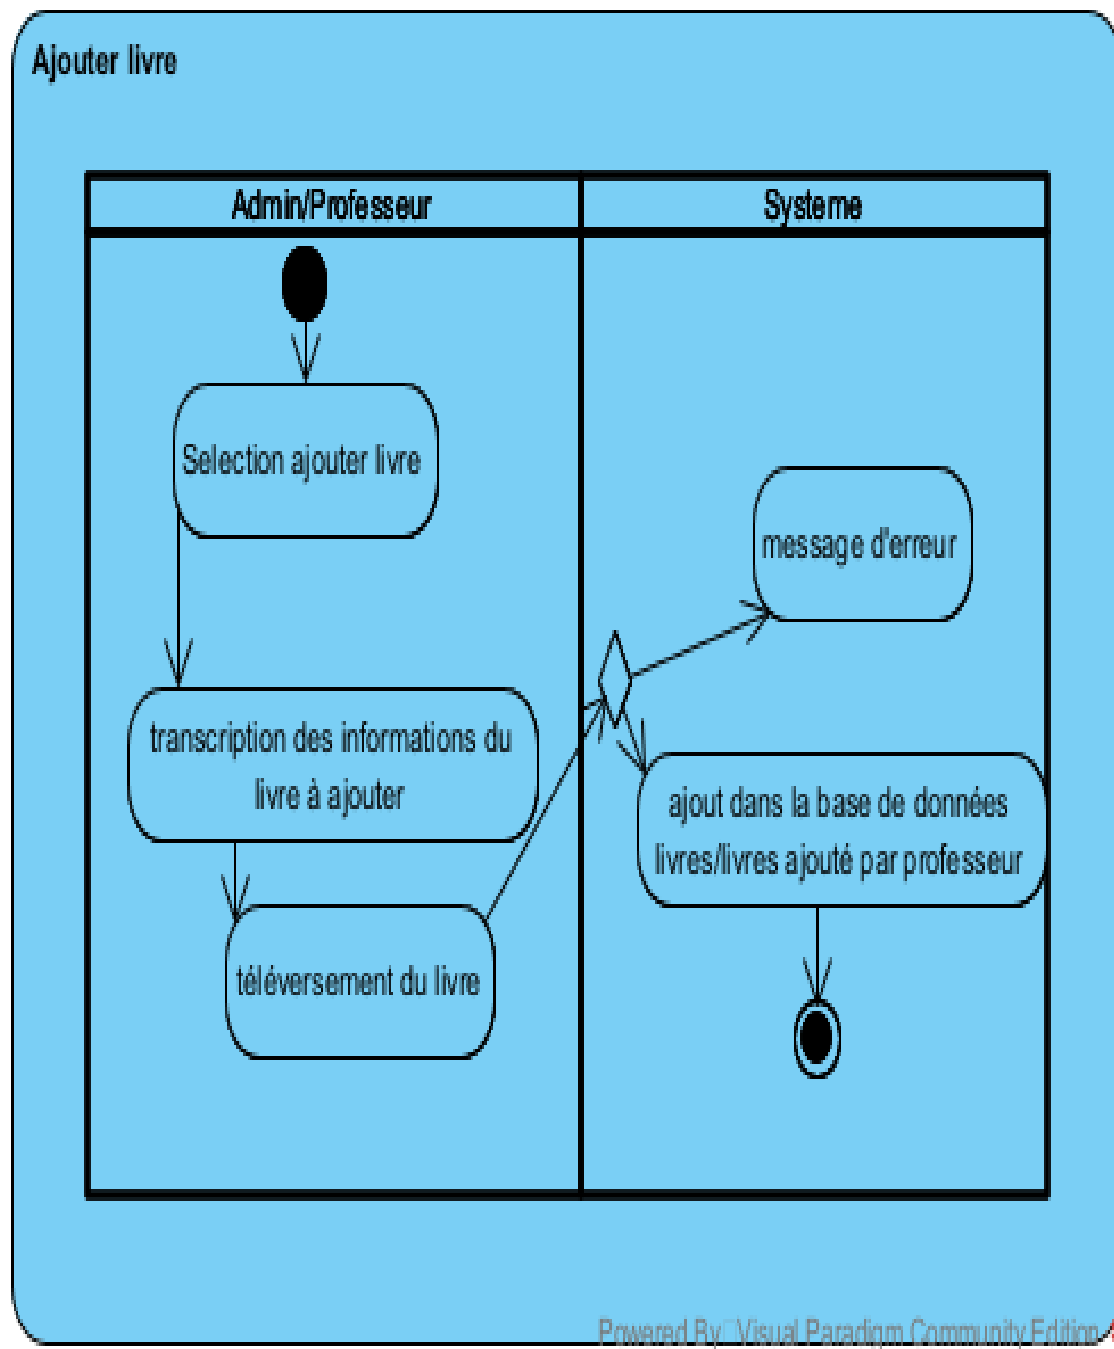 Ajouter livre
Admin/Professeur
Systeme
Selection ajouter livre
message d'erreur
transcription des informations du
livre à ajouter
ajout dans la base de données
livres/livres ajouté par professeur
téléversement du livre
Powered By Visual Paradigm Community Edition